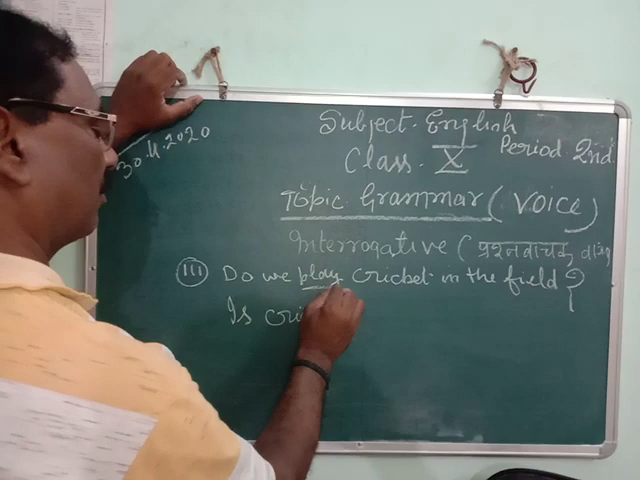 30.11.2020
Subject. English
Class. X Period 2nd.
Topic Grammar ( Voice )
Interrogative ( प्रश्नवाचक
(III) Do we play cricket in the field?
Is cri